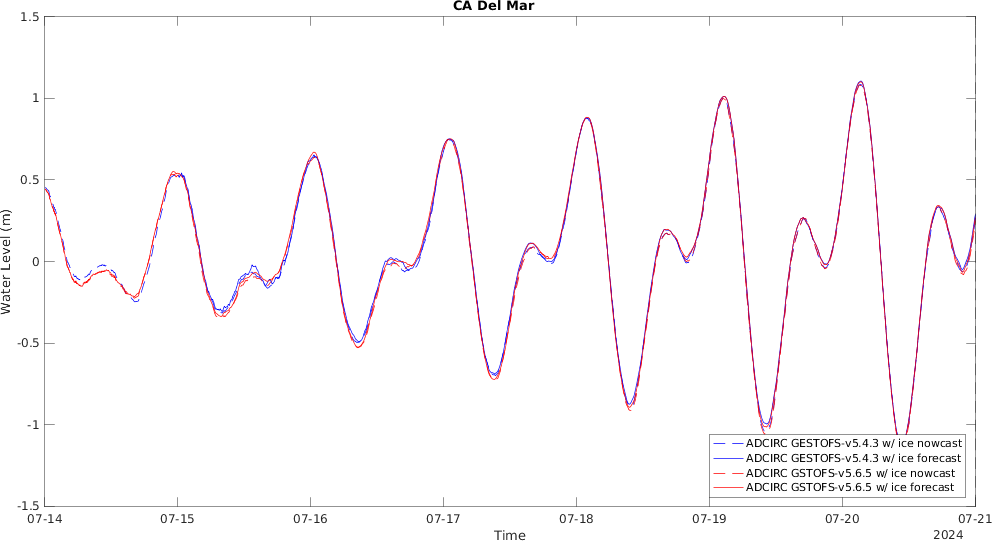 CA Del Mar
1.5
1
0.5
0
-0.5
-1
-1.5
Water Level (m)
ADCIRC GESTOFS-v5.4.3 w/ ice nowcast
ADCIRC GESTOFS-v5.4.3 w/ ice forecast
ADCIRC GSTOFS-v5.6.5 w/ ice nowcast
ADCIRC GSTOFS-v5.6.5 w/ ice forecast
07-14 07-15 07-16 07-17 07-18 07-19 07-20 07-21
Time
2024